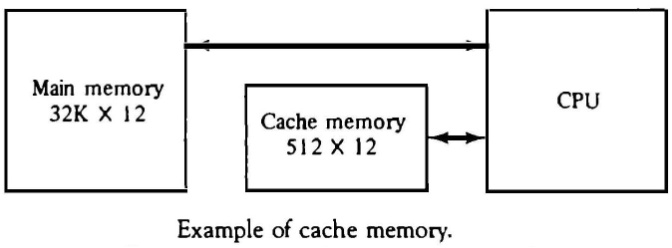 Main memory
32K X 12
Cache memory
512 X 12
CPU
Example of cache memory.